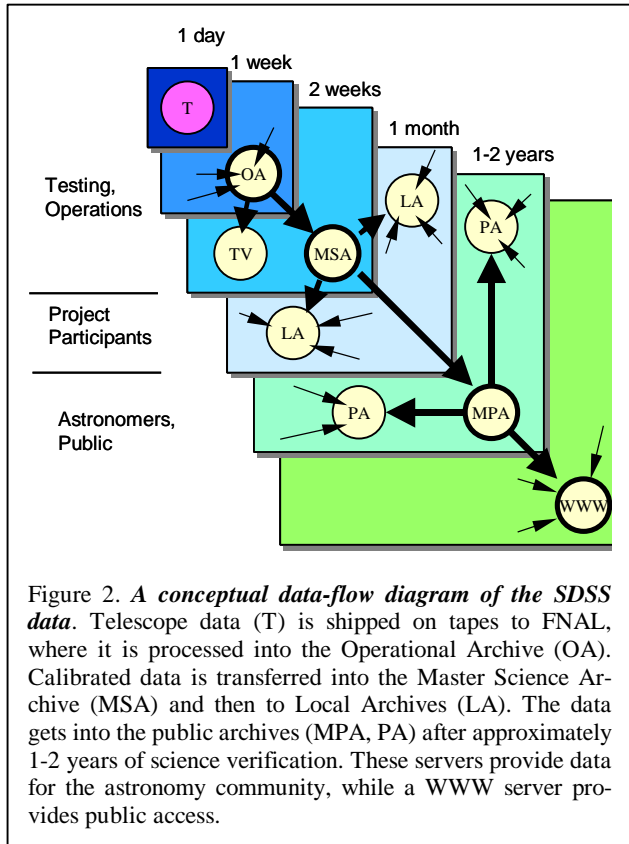 1 day
1 week
2 weeks
1 month
1-2 years
T
OA
Testing,
Operations
LA
PA
TV
MSA
Project
Participants
LA
Astronomers,
Public
PA
MPA
WWW
Figure 2. A conceptual data-flow diagram of the SDSS
data. Telescope data (T) is shipped on tapes to FNAL,
where it is processed into the Operational Archive (OA).
Calibrated data is transferred into the Master Science Ar-
chive (MSA) and then to Local Archives (LA). The data
gets into the public archives (MPA, PA) after approximately
1-2 years of science verification. These servers provide data
for the astronomy community, while a WWW server pro-
vides public access.